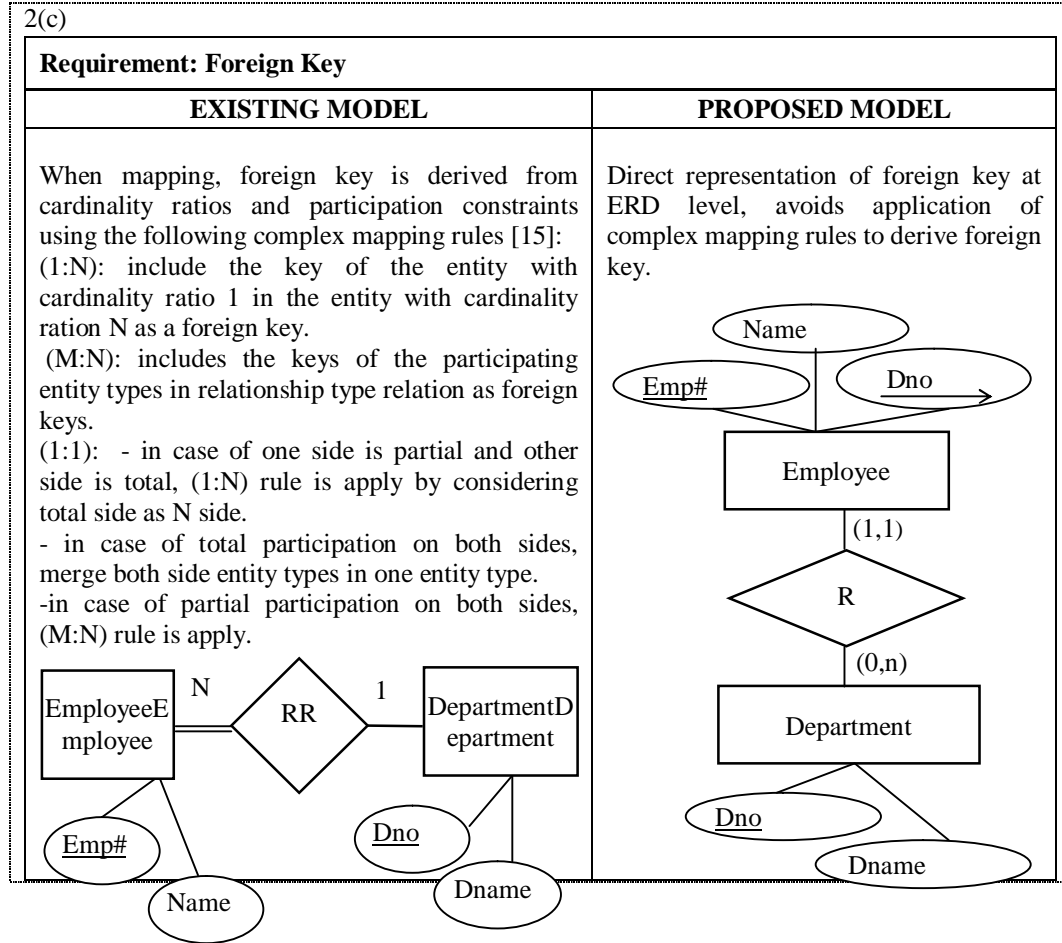 2(c)
Requirement: Foreign Key
EXISTING MODEL
PROPOSED MODEL
When mapping, foreign key is derived from
cardinality ratios and participation constraints
using the following complex mapping rules [15]:
(1:N): include the key of the entity with
cardinality ratio 1 in the entity with cardinality
ration N as a foreign key.
(M:N): includes the keys of the participating
entity types in relationship type relation as foreign
keys.
(1:1): - in case of one side is partial and other
side is total, (1:N) rule is apply by considering
total side as N side.
- in case of total participation on both sides,
merge both side entity types in one entity type.
-in case of partial participation on both sides,
(M:N) rule is apply.
EmployeeE
mployee
N
RR
1
DepartmentD
epartment
Emp#
Name
Dno
Dname
Direct representation of foreign key at
ERD level, avoids application of
complex mapping rules to derive foreign
key.
Name
Emp#
Dno
Employee
(1,1)
R
(0,n)
Department
Dno
Dname